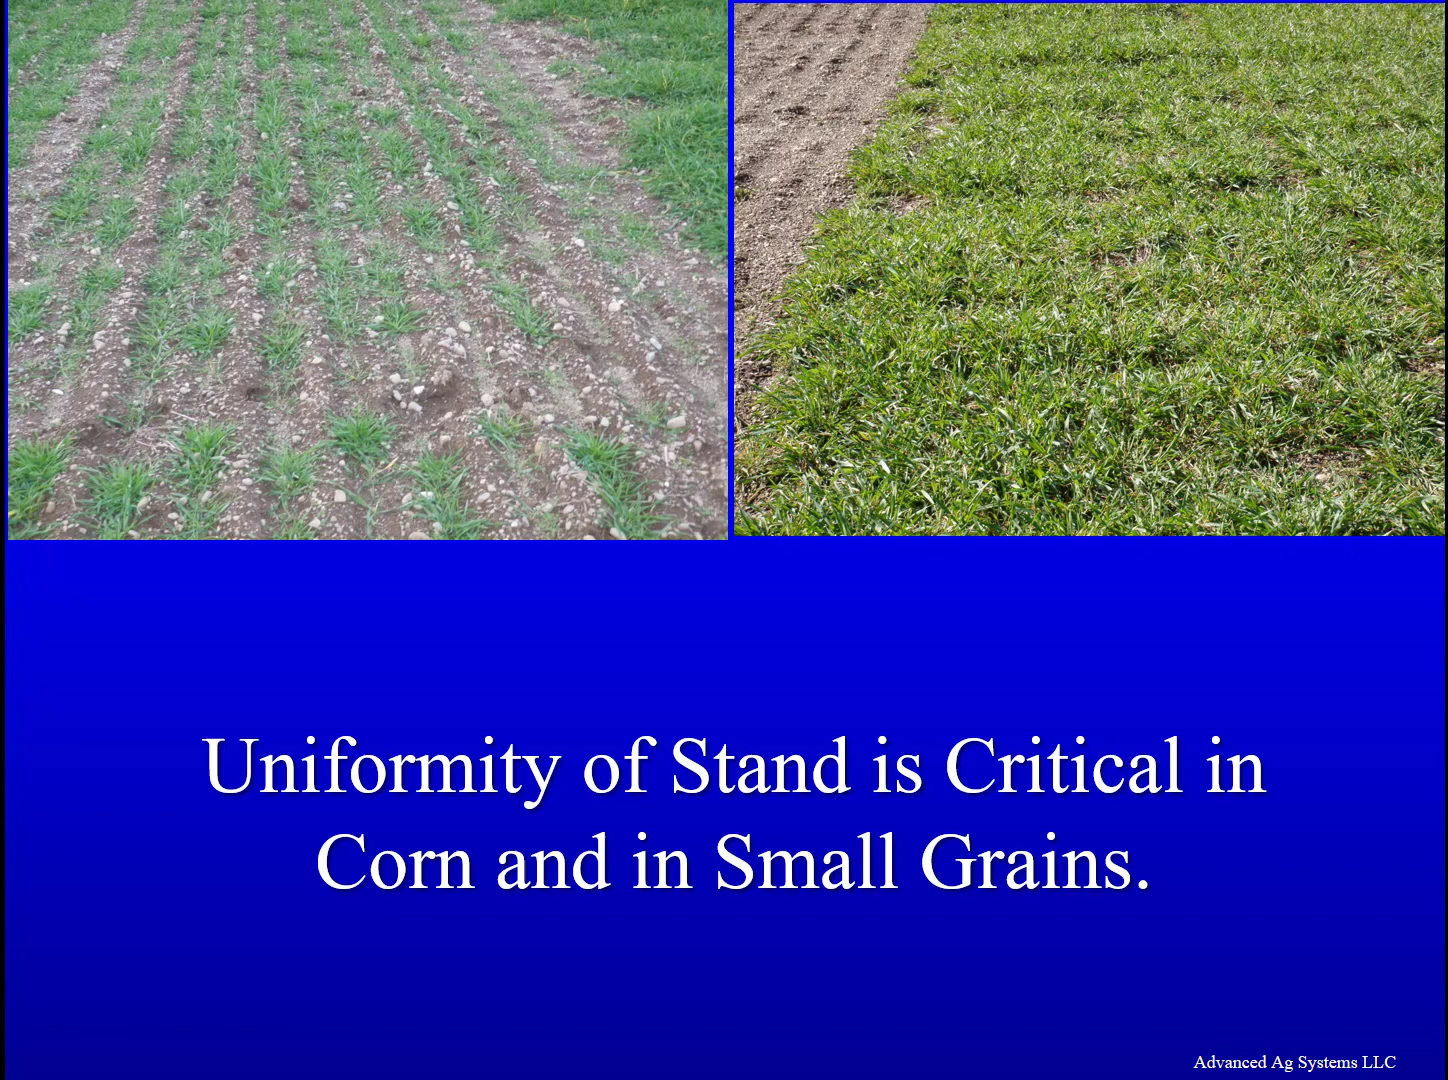 Uniformity of Stand is Critical in
Corn and in Small Grains.
Advanced Ag Systems LLC